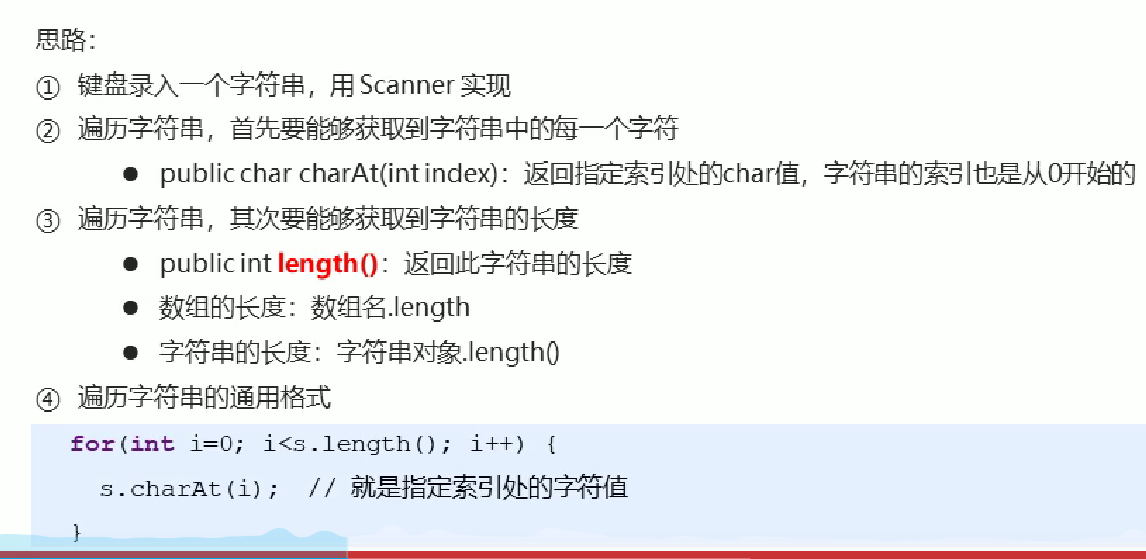 思路：
① 键盘录入一个字符串，用 Scanner 实现
② 遍历字符串，首先要能够获取到字符串中的每一个字符
● public char charAt(int index)：返回指定索引处的char值，字符串的索引也是从0开始的
③ 遍历字符串，其次要能够获取到字符串的长度
● public int length()：返回此字符串的长度
● 数组的长度：数组名.length
● 字符串的长度：字符串对象.length()
④ 遍历字符串的通用格式
for(int i=0; i<s.length(); i++) {
s.charAt(i); // 就是指定索引处的字符值
}